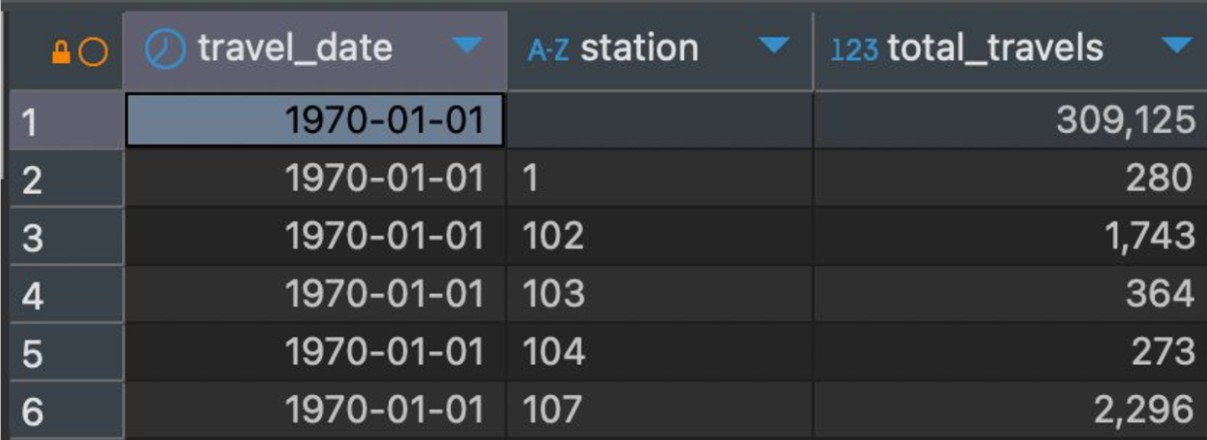 travel_date A-Z station 123 total_travels
1 1970-01-01 309,125
2 1970-01-01 1 280
3 1970-01-01 102 1,743
4 1970-01-01 103 364
5 1970-01-01 104 273
6 1970-01-01 107 2,296